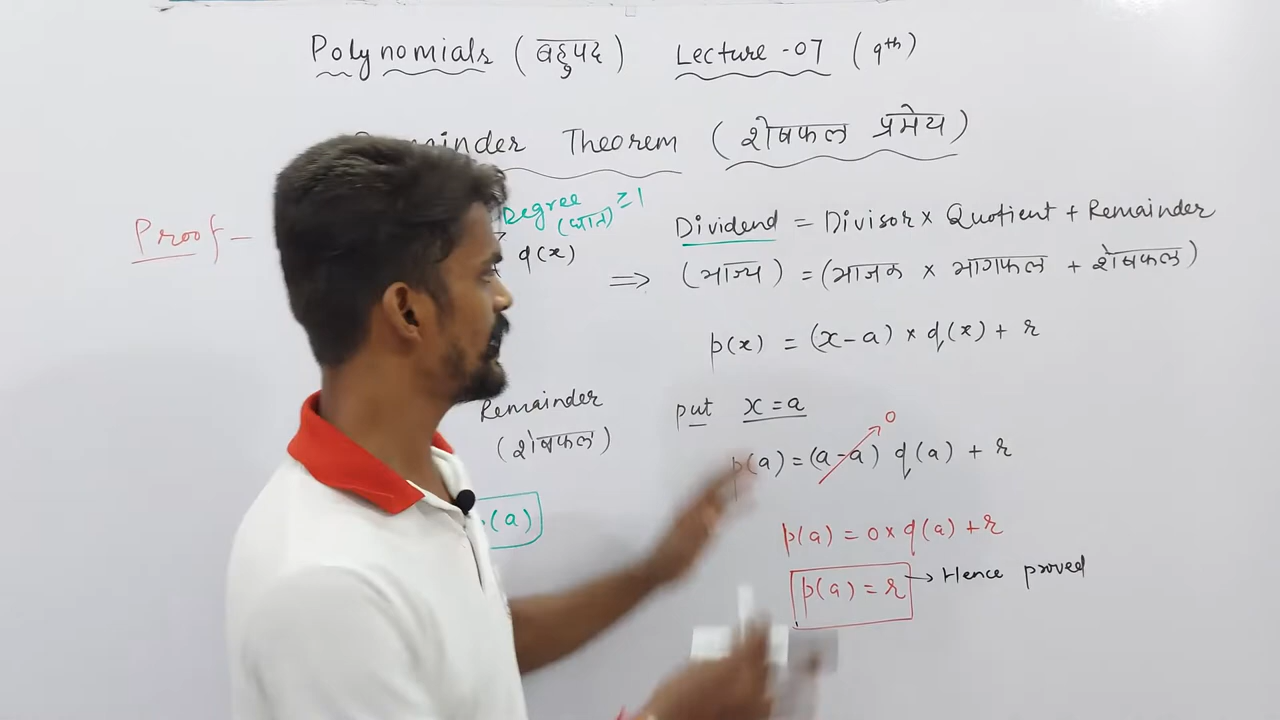 Polynomials (बहुपद) Lecture -07 (9th)
Theorem (शेषफल प्रमेय)
Proof -
Degree (घात) ≥1
q(x)
Remainder
(शेषफल)
(a)
Dividend = Divisor × Quotient + Remainder
⇒ (भाज्य) = (भाजक × भागफल + शेषफल)
p(x) = (x-a) × q(x) + r
put x = a
p(a) = (a-a) q(a) + r
0
p(a) = 0 × q(a) + r
p(a) = r → Hence proved